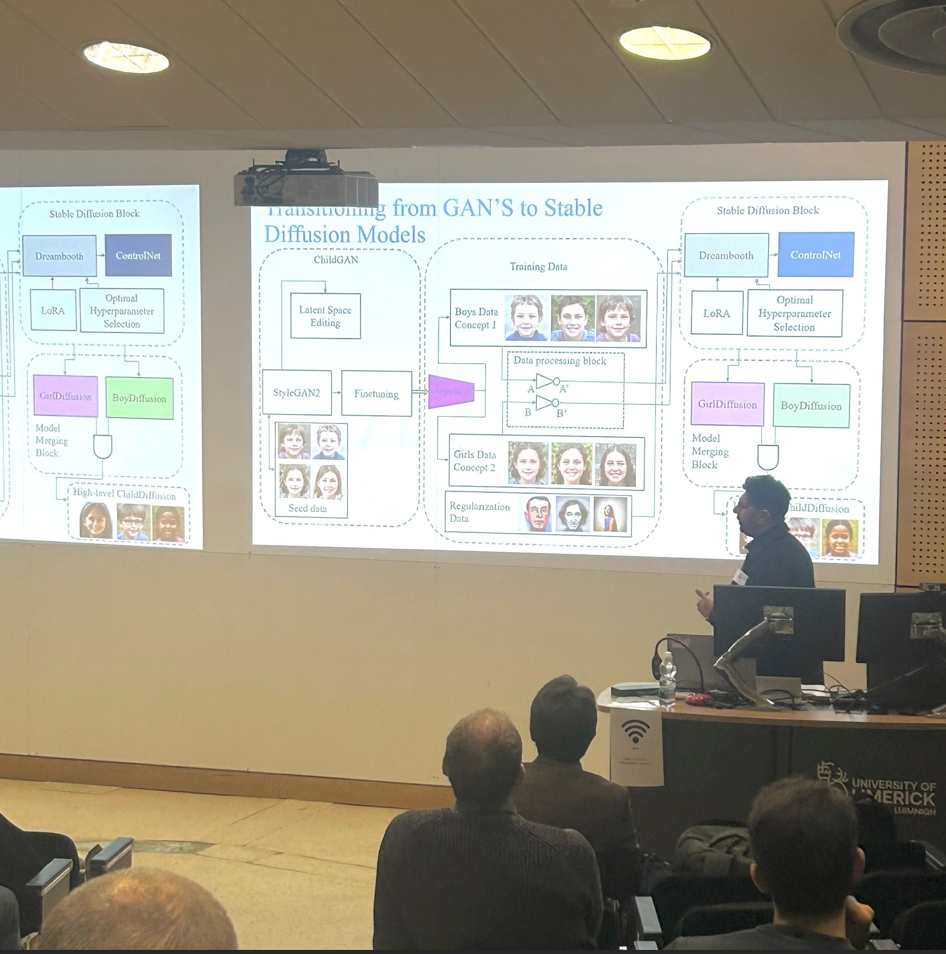 Stable Diffusion Block
Dreambooth
ControlNet
LoRA
Optimal
Hyperparameter
Selection
GirlDiffusion
BoyDiffusion
Model
Merging
Block
High-level ChildDiffusion
Transitioning from GAN'S to Stable
Diffusion Models
ChildGAN
Latent Space
Editing
StyleGAN2
Finetuning
Seed data
Training Data
Boys Data
Concept 1
Data processing block
A
A'
B
B'
Girls Data
Concept 2
Regularization
Data
Stable Diffusion Block
Dreambooth
ControlNet
LoRA
Optimal
Hyperparameter
Selection
GirlDiffusion
BoyDiffusion
Model
Merging
Block
ChildDiffusion
UNIVERSITY OF
LIMERICK
LUIMNIGH